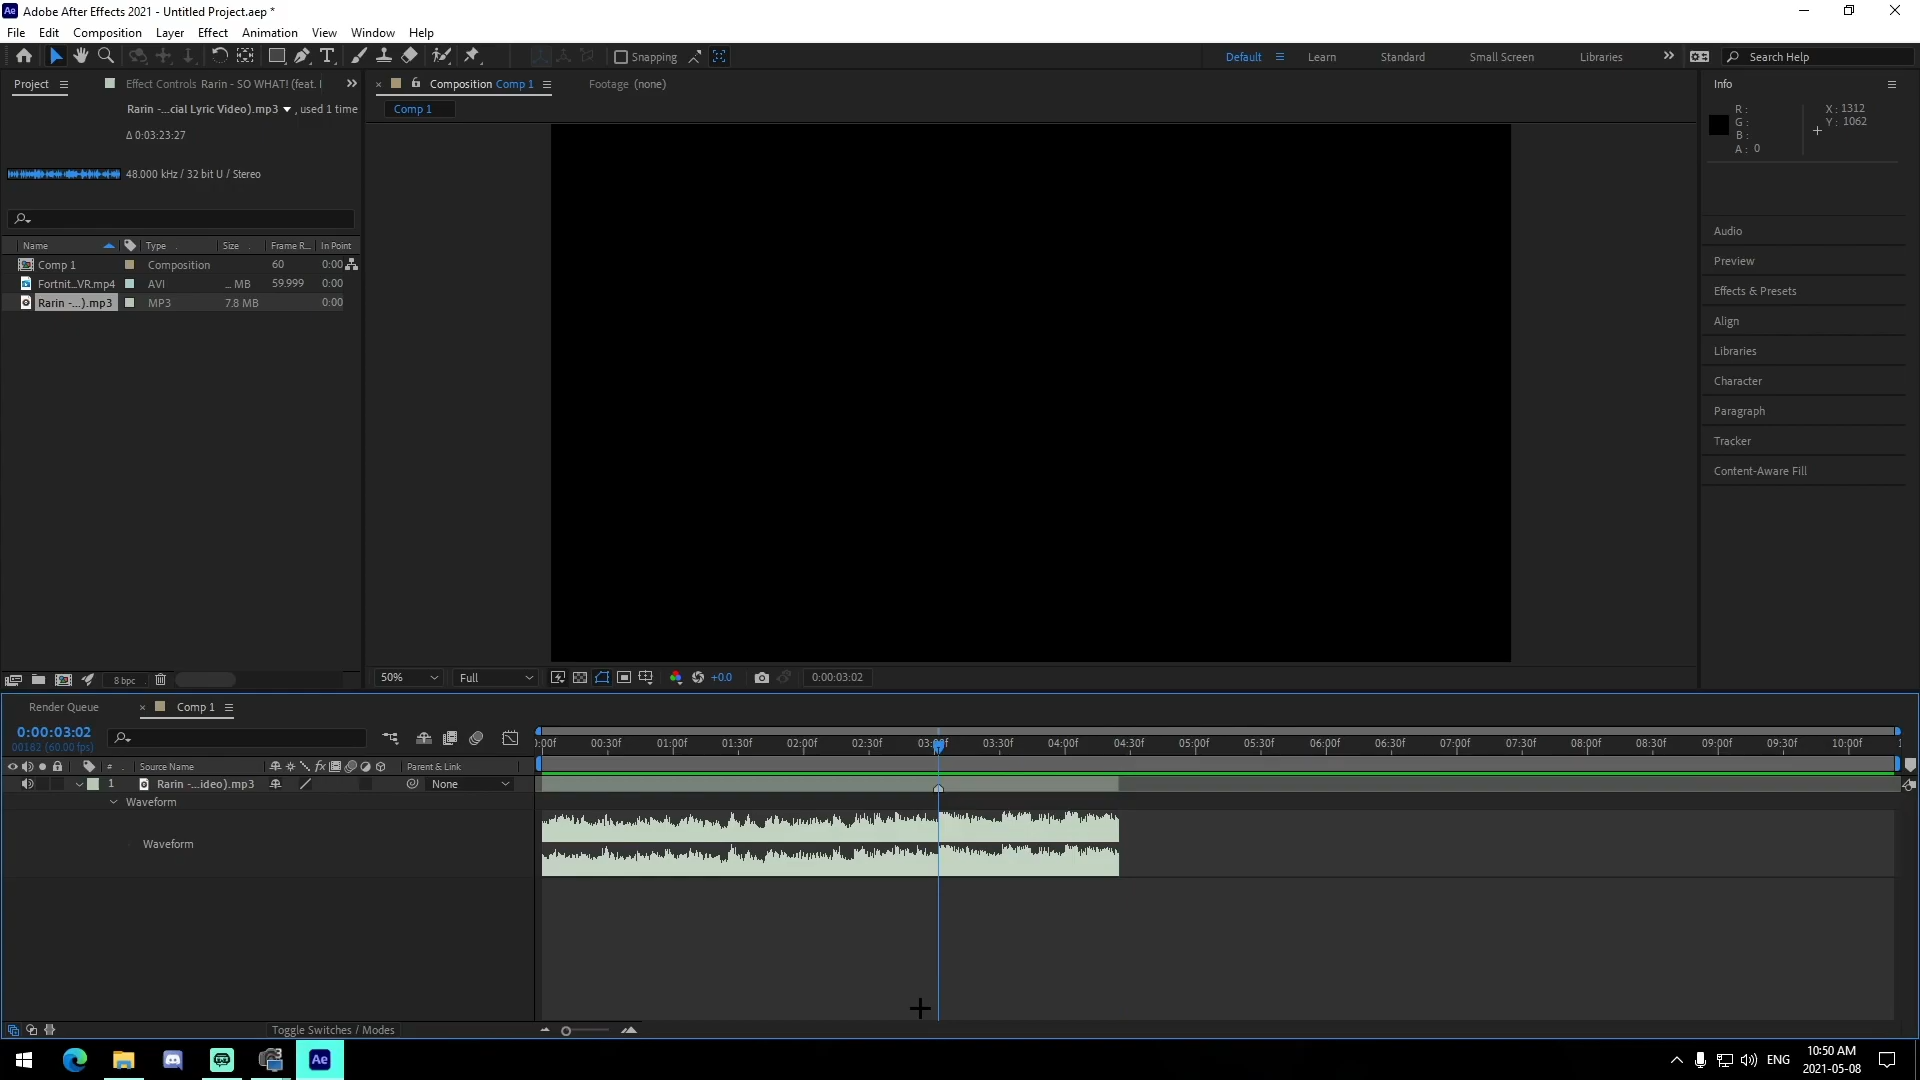 Adobe After Effects 2021 - Untitled Project.aep *
File Edit Composition Layer Effect Animation View Window Help
Snapping
Default Learn Standard Small Screen Libraries Search Help
Project Effect Controls Rarin - SO WHAT! (feat.
Composition Comp 1 Footage (none) Info
Rarin -...cial Lyric Video).mp3 , used 1 time
Comp 1
R : X : 1312
G : Y : 1062
B :
A : 0
Δ 0:03:23:27
48.000 kHz / 32 bit U / Stereo
Name Type Size Frame R... In Point
Comp 1 Composition 60 0:00
Fortnit...VR.mp4 AVI ... MB 59.999 0:00
Rarin -...).mp3 MP3 7.8 MB 0:00
Audio
Preview
Effects & Presets
Align
Libraries
Character
Paragraph
Tracker
Content-Aware Fill
8 bpc
50% Full +0.0 0:00:03:02
Render Queue Comp 1
0:00:03:02
00182 (60.00 fps)
0:00f 00:30f 01:00f 01:30f 02:00f 02:30f 03:00f 03:30f 04:00f 04:30f 05:00f 05:30f 06:00f 06:30f 07:00f 07:30f 08:00f 08:30f 09:00f 09:30f 10:00f
# Source Name fx Parent & Link
1 Rarin -...ideo).mp3 None
Waveform
Waveform
Toggle Switches / Modes
Ae ENG 10:50 AM
2021-05-08